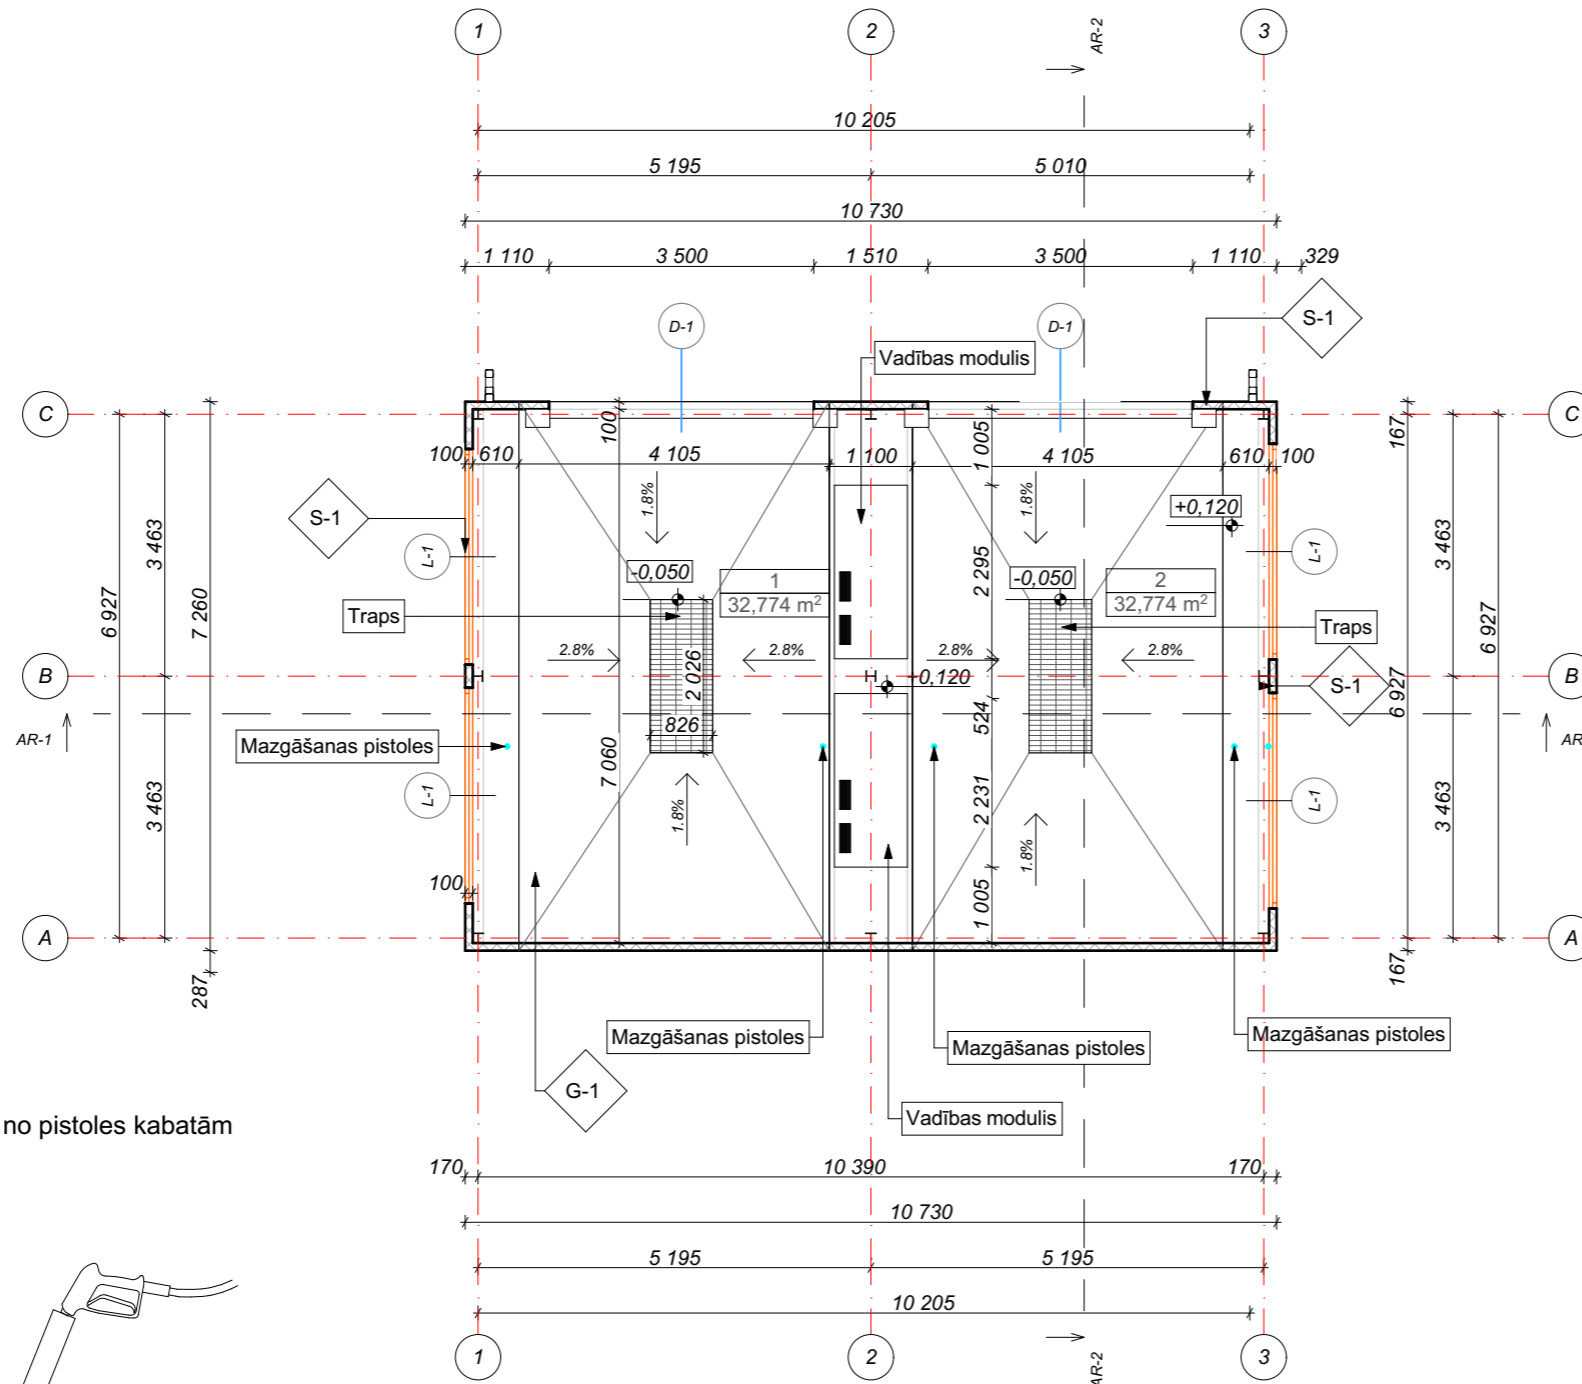 1
2
3
AR-2
10 205
5 195
5 010
10 730
1 110
3 500
1 510
3 500
1 110
329
D-1
D-1
S-1
Vadības modulis
C
C
100
167
1 005
100
610
4 105
1 100
4 105
610
100
1.8%
1.8%
+0,120
S-1
L-1
L-1
3 463
3 463
2 295
-0,050
1
32,774 m²
-0,050
2
32,774 m²
6 927
7 260
6 927
Traps
Traps
2.8%
2.8%
2.8%
2.8%
2 026
B
B
-0,120
S-1
6 927
524
826
AR-1
AR
Mazgāšanas pistoles
7 060
L-1
L-1
3 463
3 463
2 231
1.8%
1.8%
100
1 005
A
A
287
167
Mazgāšanas pistoles
Mazgāšanas pistoles
Mazgāšanas pistoles
G-1
Vadības modulis
no pistoles kabatām
170
10 390
170
10 730
5 195
5 195
10 205
1
2
3
AR-2